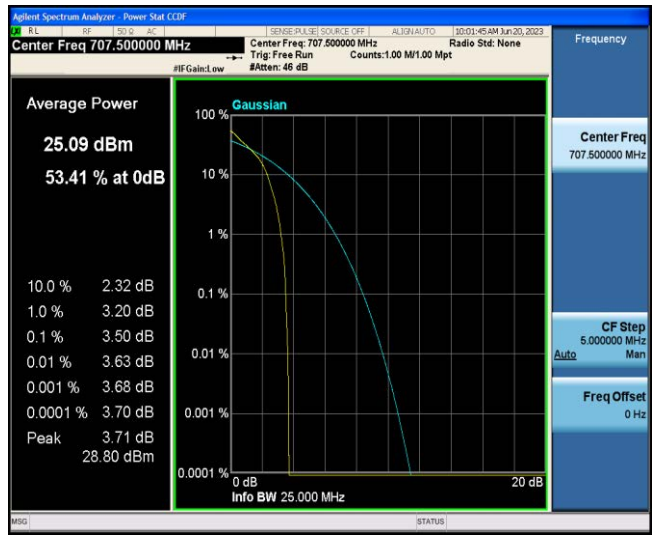 Agilent Spectrum Analyzer - Power Stat CCDF
RL RF 50 Ω AC SENSE:PULSE SOURCE OFF ALIGNAUTO 10:01:45 AM Jun 20, 2023
Center Freq 707.500000 MHz
Center Freq: 707.500000 MHz Radio Std: None
Trig: Free Run Counts:1.00 M/1.00 Mpt
#IFGain:Low #Atten: 46 dB
Frequency
Center Freq
707.500000 MHz
CF Step
5.000000 MHz
Auto Man
Freq Offset
0 Hz
Average Power
25.09 dBm
53.41 % at 0dB
10.0 % 2.32 dB
1.0 % 3.20 dB
0.1 % 3.50 dB
0.01 % 3.63 dB
0.001 % 3.68 dB
0.0001 % 3.70 dB
Peak 3.71 dB
28.80 dBm
Gaussian
100 %
10 %
1 %
0.1 %
0.01 %
0.001 %
0.0001 %
0 dB 20 dB
Info BW 25.000 MHz
MSG STATUS